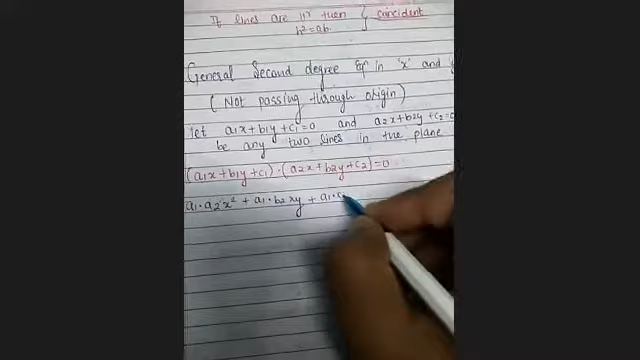 If lines are 11r then } coincident
h²=ab.
General Second degree Eqn in 'x' and y
( Not passing through origin )
let a1x+b1y+c1=0 and a2x+b2y+c2=0
be any two lines in the plane
(a1x+b1y+c1)·(a2x+b2y+c2)=0
a1·a2x² + a1·b2xy + a1·c